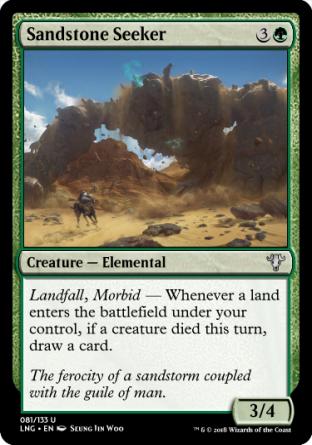 Sandstone Seeker 3
Creature — Elemental
Landfall, Morbid — Whenever a land
enters the battlefield under your
control, if a creature died this turn,
draw a card.
The ferocity of a sandstorm coupled
with the guile of man.
3/4
081/133 U
LNG • EN Seung Jin Woo
™ & © 2018 Wizards of the Coast